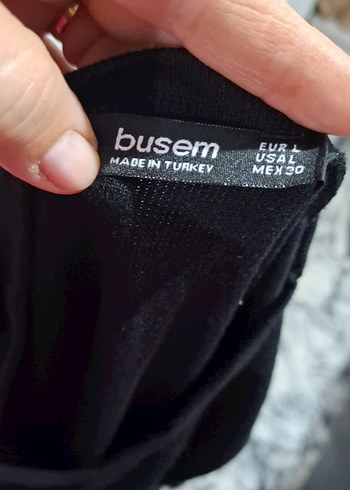 busem
MADE IN TURKEY
EUR L
USA L
MEX 30